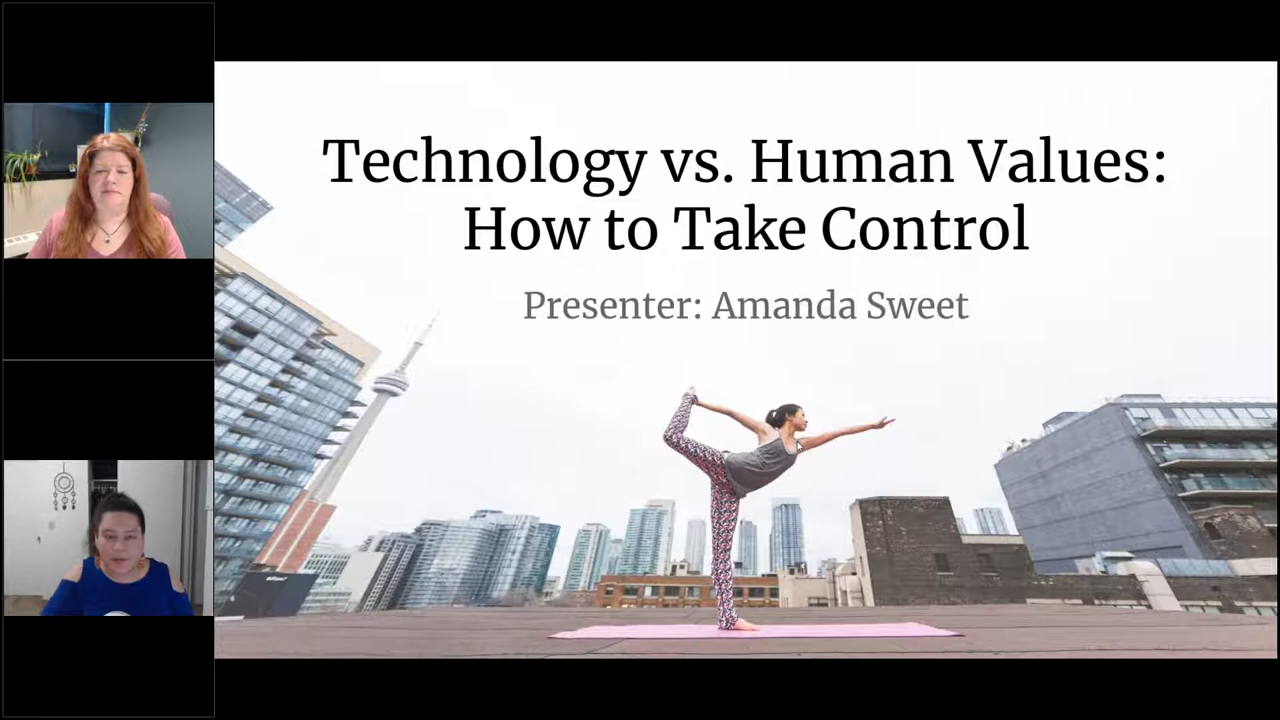 Technology vs. Human Values:
How to Take Control
Presenter: Amanda Sweet